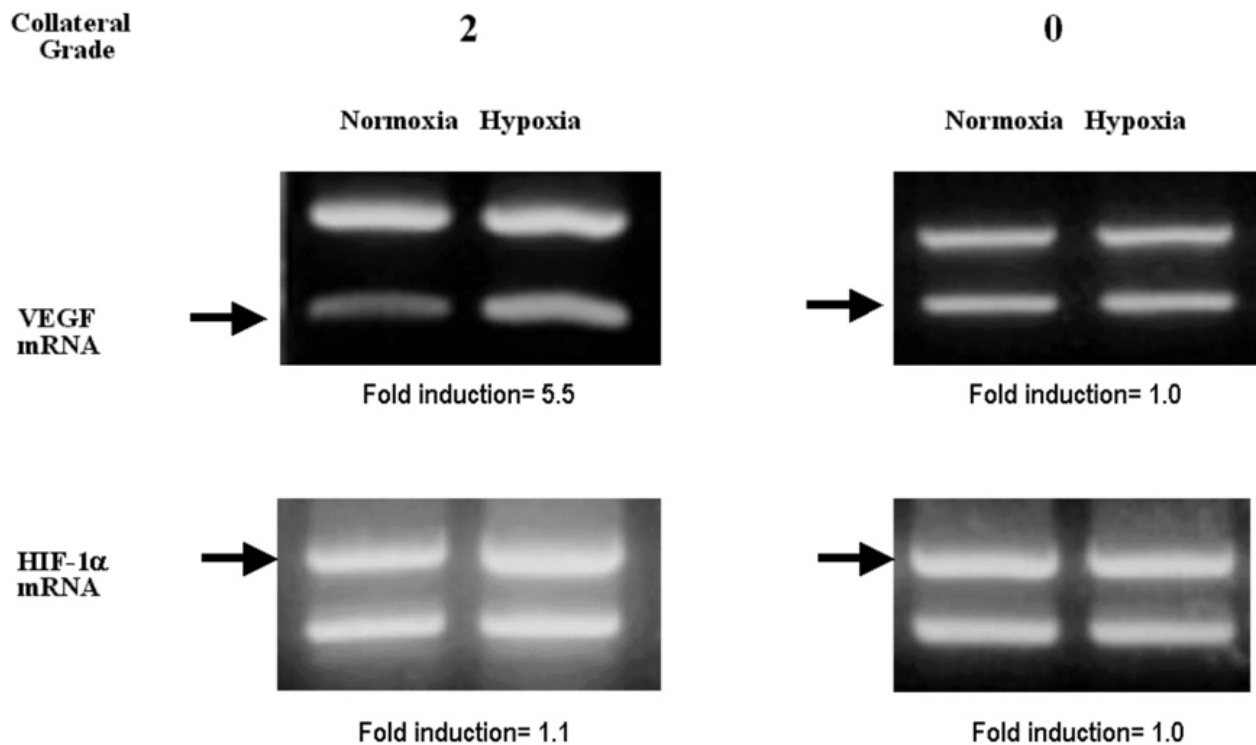 Collateral
Grade
2
0
Normoxia Hypoxia
Normoxia Hypoxia
VEGF
mRNA
Fold induction= 5.5
Fold induction= 1.0
HIF-1α
mRNA
Fold induction= 1.1
Fold induction= 1.0